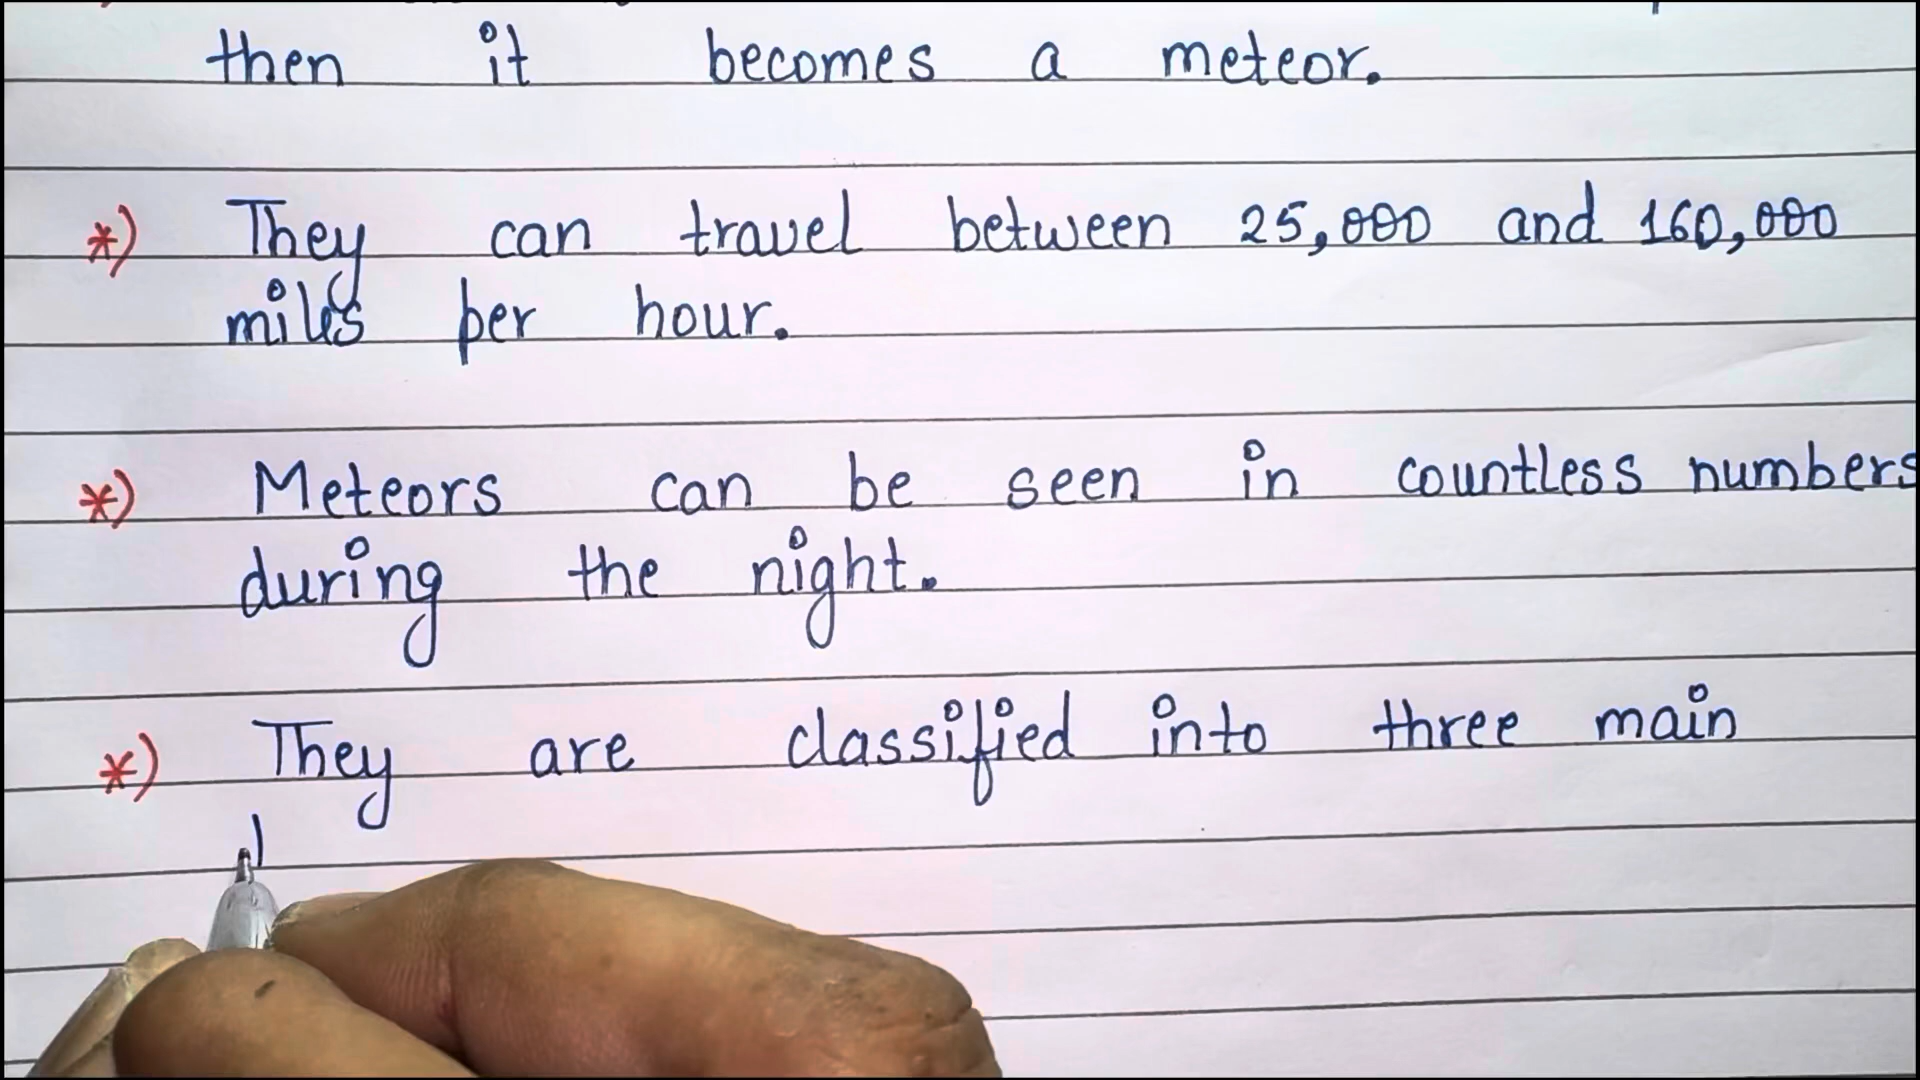 then it becomes a meteor.
*) They can travel between 25,000 and 160,000
miles per hour.
*) Meteors can be seen in countless numbers
during the night.
*) They are classified into three main